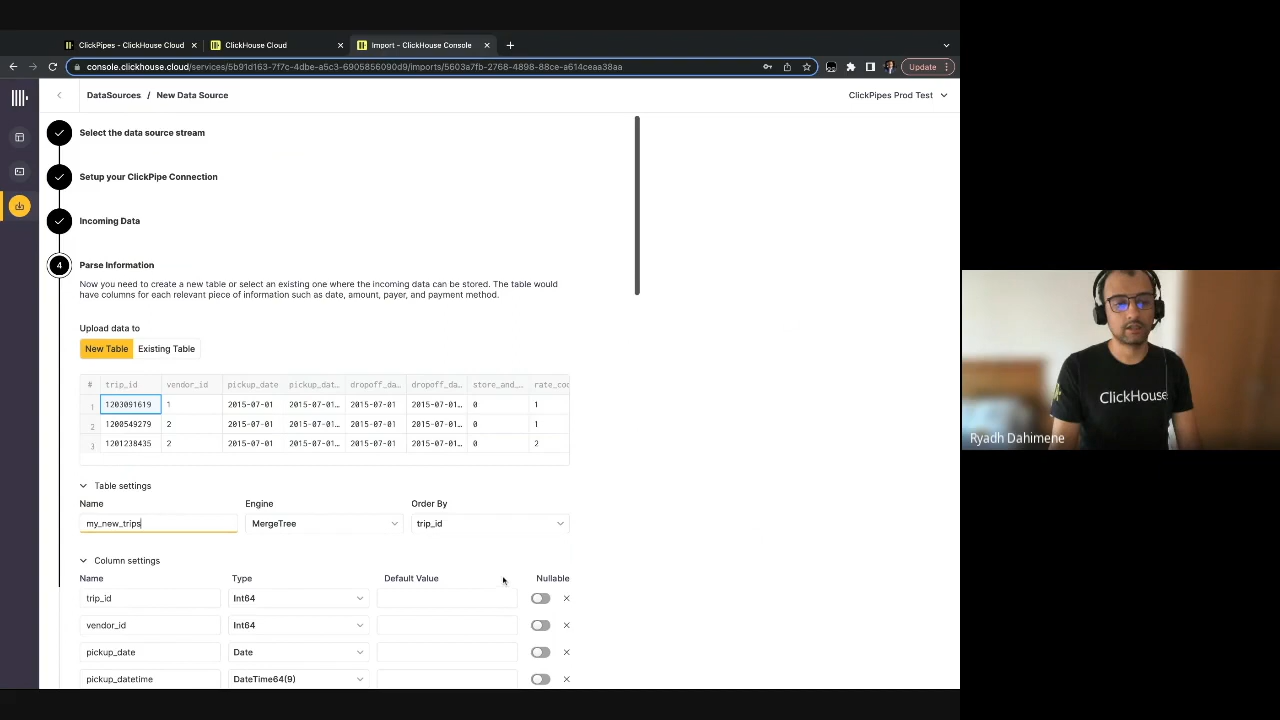 ClickPipes - ClickHouse Cloud
ClickHouse Cloud
Import - ClickHouse Console
console.clickhouse.cloud/services/5b91d163-7f7c-4dbe-a5c3-6905856090d9/imports/5603a7fb-2768-4898-88ce-a614ceaa38aa
Update
DataSources / New Data Source
ClickPipes Prod Test
Select the data source stream
Setup your ClickPipe Connection
Incoming Data
4 Parse Information
Now you need to create a new table or select an existing one where the incoming data can be stored. The table would
have columns for each relevant piece of information such as date, amount, payer, and payment method.
Upload data to
New Table Existing Table
# trip_id vendor_id pickup_date pickup_dat… dropoff_da… dropoff_da… store_and_… rate_cod
1 1203091619 1 2015-07-01 2015-07-01… 2015-07-01 2015-07-01… 0 1
2 1200549279 2 2015-07-01 2015-07-01… 2015-07-01 2015-07-01… 0 1
3 1201238435 2 2015-07-01 2015-07-01… 2015-07-01 2015-07-01… 0 2
Table settings
Name Engine Order By
my_new_trips MergeTree trip_id
Column settings
Name Type Default Value Nullable
trip_id Int64
vendor_id Int64
pickup_date Date
pickup_datetime DateTime64(9)
ClickHouse
Ryadh Dahimene